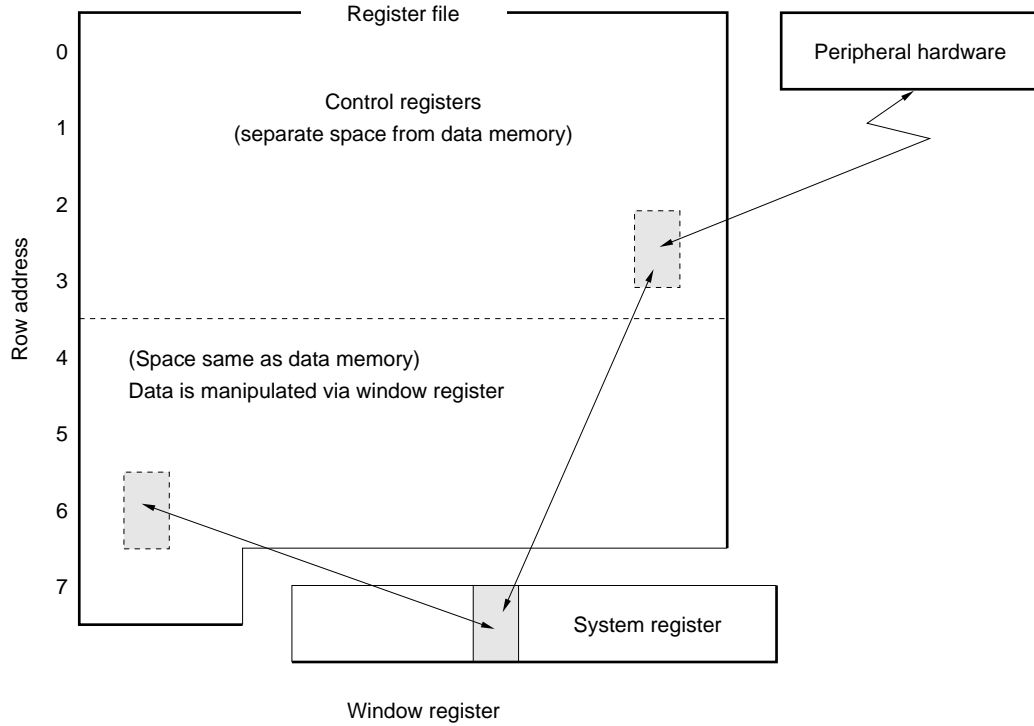 Register file
Peripheral hardware
0
Control registers
(separate space from data memory)
1
2
3
Row address
(Space same as data memory)
4
Data is manipulated via window register
5
6
7
System register
Window register